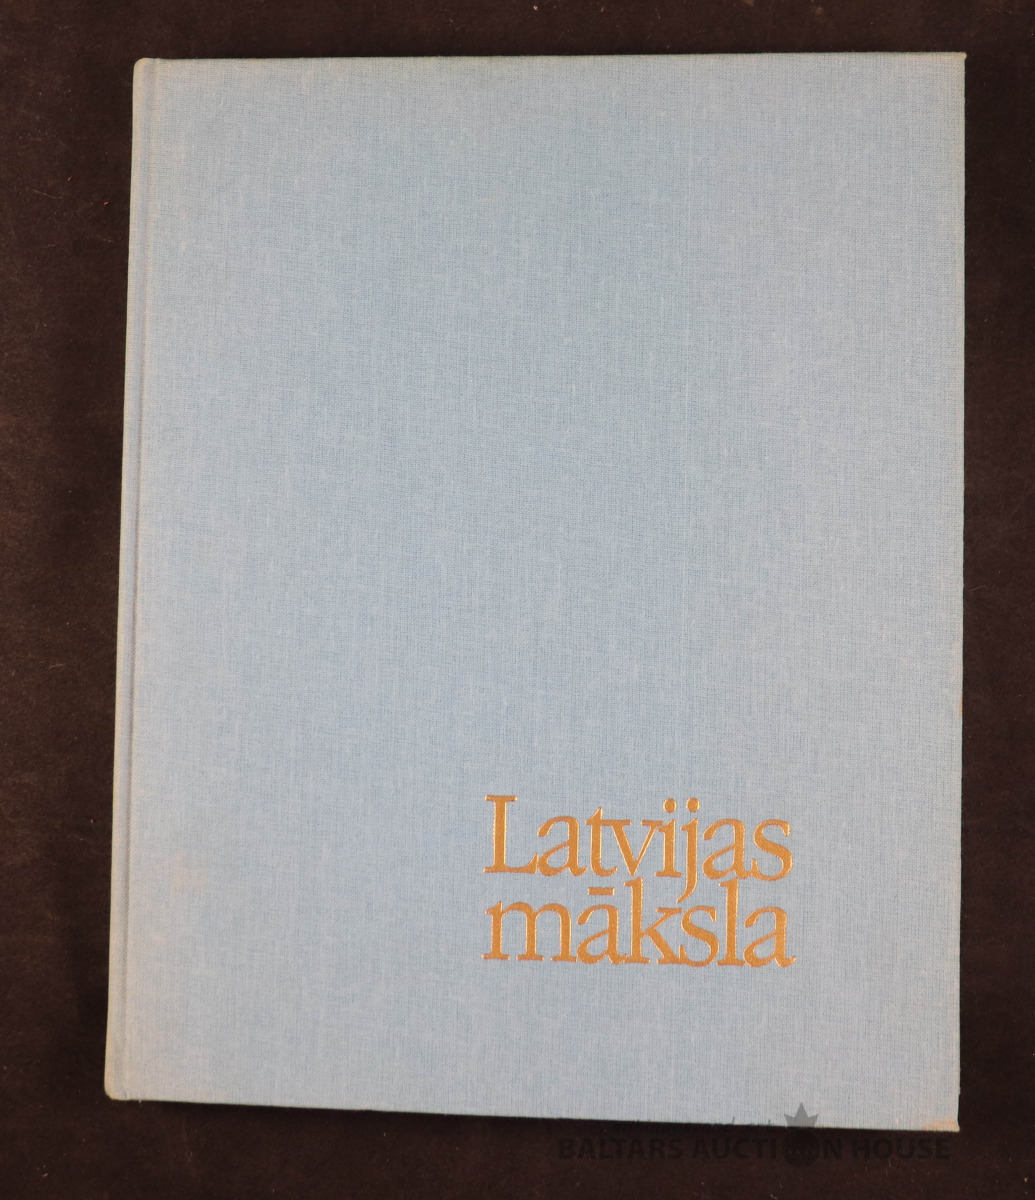 Latvijas
māksla
BALTARS AUCTION HOUSE